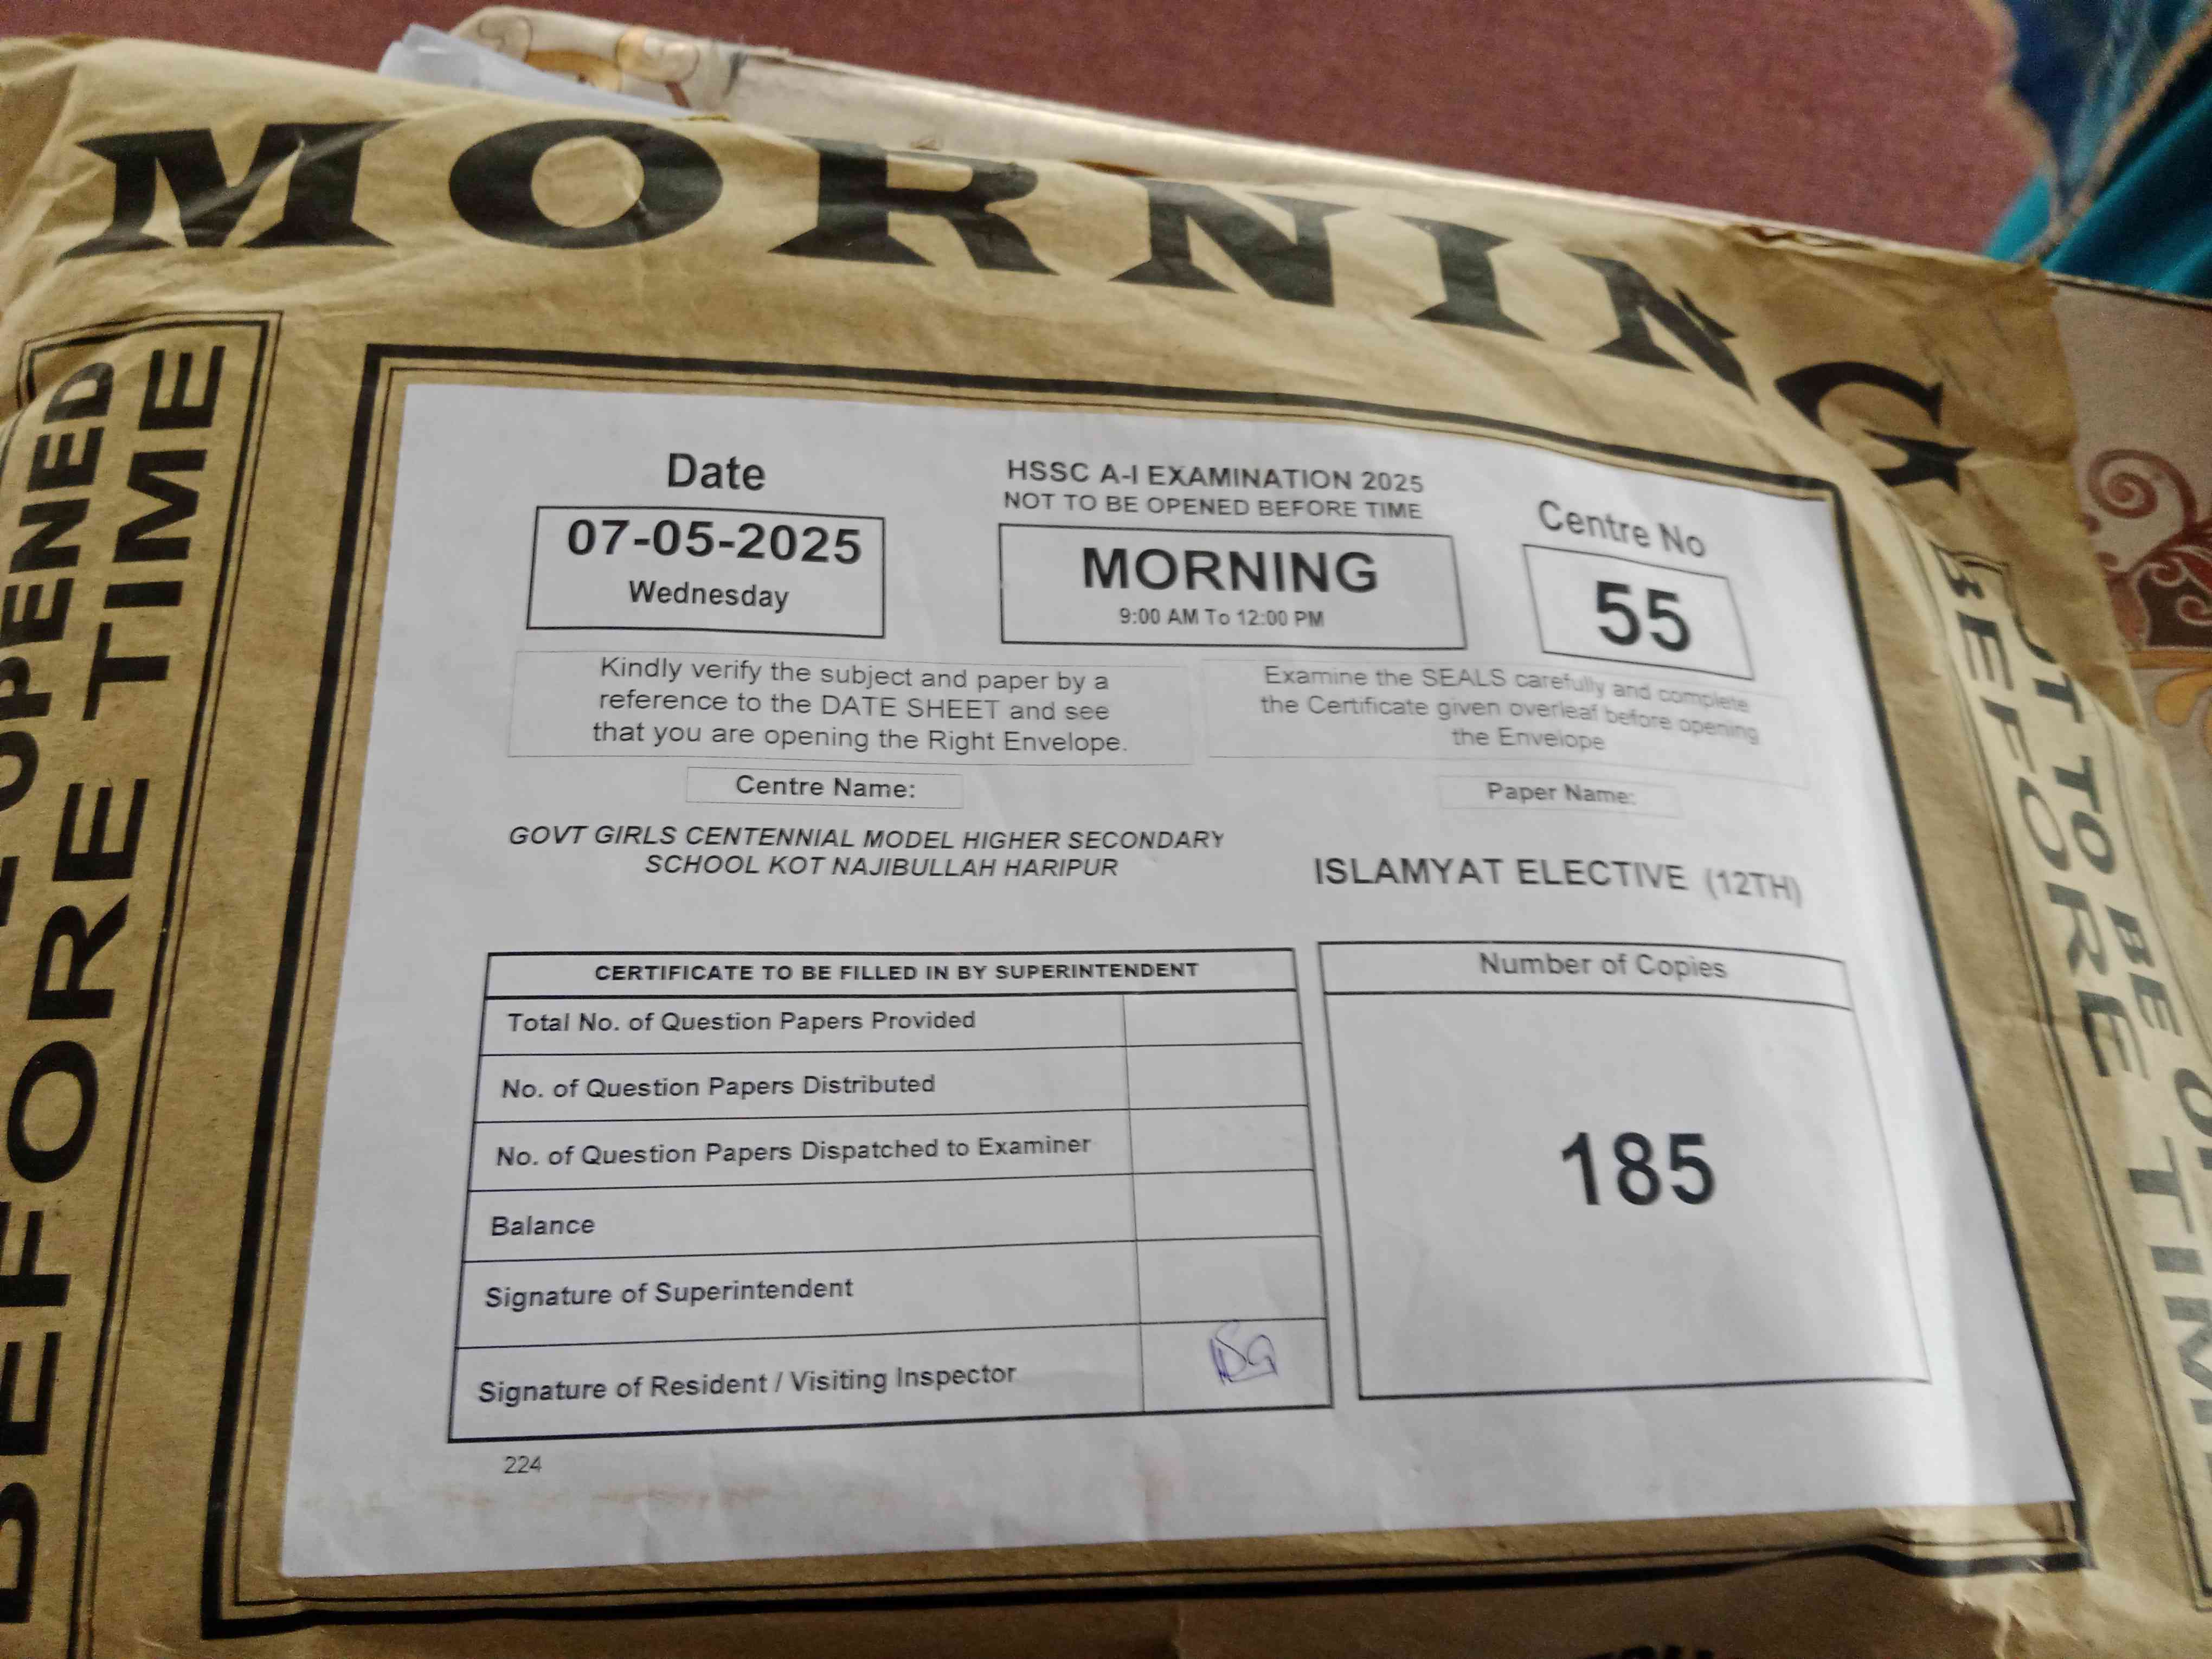 MORNING
OPENED
BEFORE TIME
Date
07-05-2025
Wednesday
HSSC A-I EXAMINATION 2025
NOT TO BE OPENED BEFORE TIME
MORNING
9:00 AM To 12:00 PM
Centre No
55
Kindly verify the subject and paper by a
reference to the DATE SHEET and see
that you are opening the Right Envelope.
Examine the SEALS carefully and complete
the Certificate given overleaf before opening
the Envelope
Centre Name:
GOVT GIRLS CENTENNIAL MODEL HIGHER SECONDARY
SCHOOL KOT NAJIBULLAH HARIPUR
Paper Name:
ISLAMYAT ELECTIVE (12TH)
CERTIFICATE TO BE FILLED IN BY SUPERINTENDENT
Total No. of Question Papers Provided
No. of Question Papers Distributed
No. of Question Papers Dispatched to Examiner
Balance
Signature of Superintendent
Signature of Resident / Visiting Inspector
Number of Copies
185
224
TO BE
BEFORE TIME